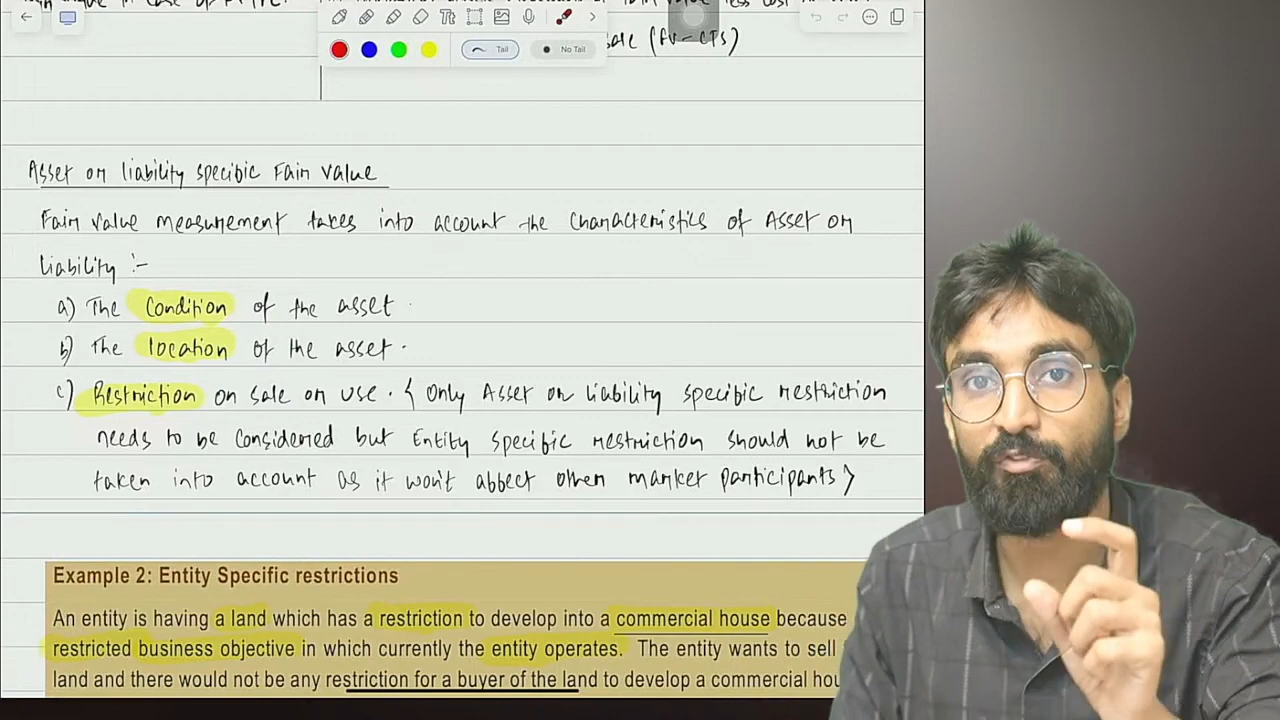 sale (FV-CTS)
Tail
No Tail
Asset or liability specific Fair value
Fair value measurement takes into account the characteristics of Asset or
liability :-
a) The Condition of the asset
b) The location of the asset.
c) Restriction on sale or use. { Only Asset or liability specific restriction
needs to be considered but Entity specific restriction should not be
taken into account as it won't affect other market participants }
Example 2: Entity Specific restrictions
An entity is having a land which has a restriction to develop into a commercial house because
restricted business objective in which currently the entity operates. The entity wants to sell
land and there would not be any restriction for a buyer of the land to develop a commercial